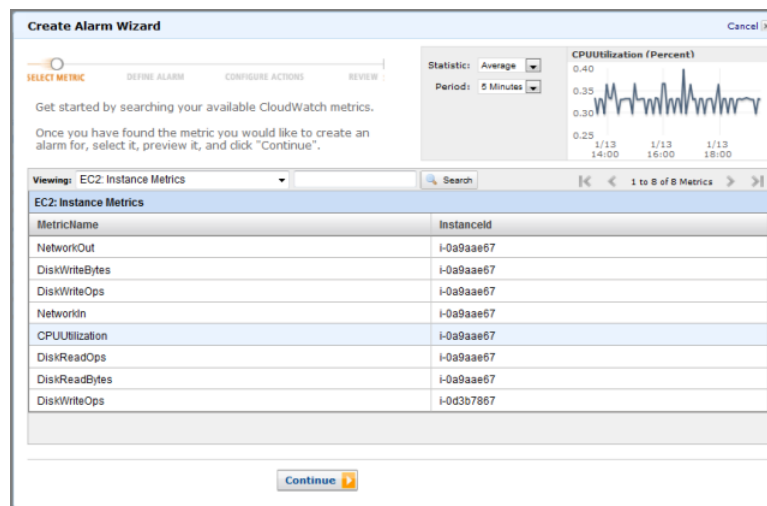 Create Alarm Wizard
Cancel
SELECT METRIC
DEFINE ALARM
CONFIGURE ACTIONS
REVIEW
Get started by searching your available CloudWatch metrics.
Once you have found the metric you would like to create an
alarm for, select it, preview it, and click "Continue".
Statistic: Average
Period: 5 Minutes
CPUUtilization (Percent)
0.40
0.35
0.30
0.25
1/13 1/13 1/13
14:00 16:00 18:00
Viewing: EC2: Instance Metrics
Search
1 to 8 of 8 Metrics
EC2: Instance Metrics
MetricName InstanceId
NetworkOut i-0a9aae67
DiskWriteBytes i-0a9aae67
DiskWriteOps i-0a9aae67
NetworkIn i-0a9aae67
CPUUtilization i-0a9aae67
DiskReadOps i-0a9aae67
DiskReadBytes i-0a9aae67
DiskWriteOps i-0d3b7867
Continue